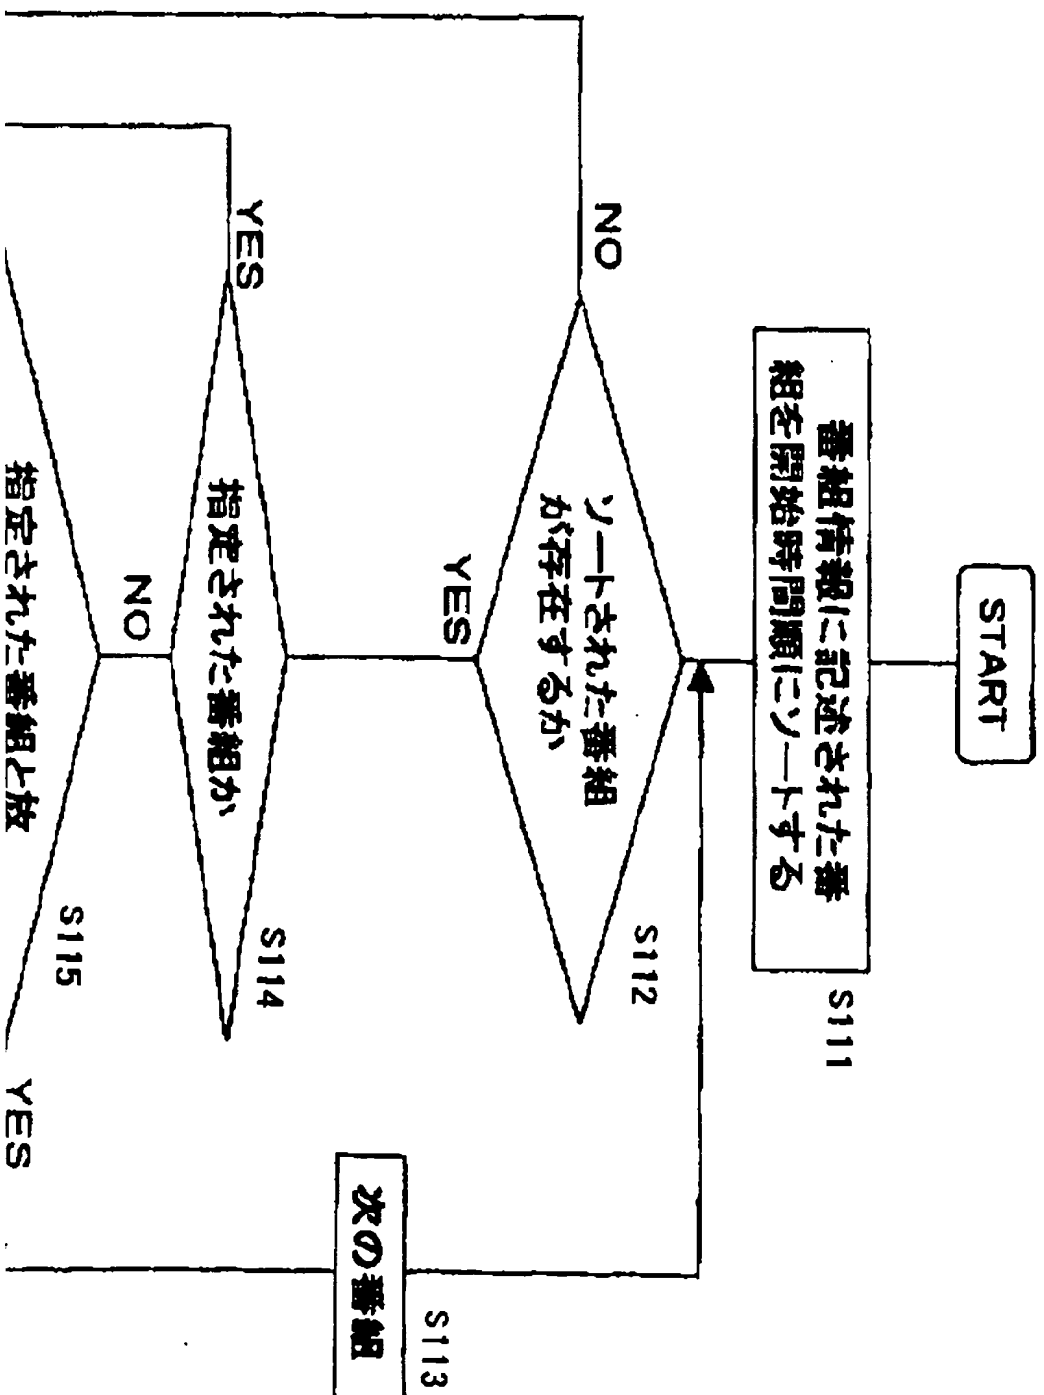 START
番組情報に記述された番
組を開始時間順にソートする
S111
ソートされた番組
が存在するか
S112
NO
YES
次の番組
S113
指定された番組か
S114
YES
NO
指定された番組と放
S115
YES